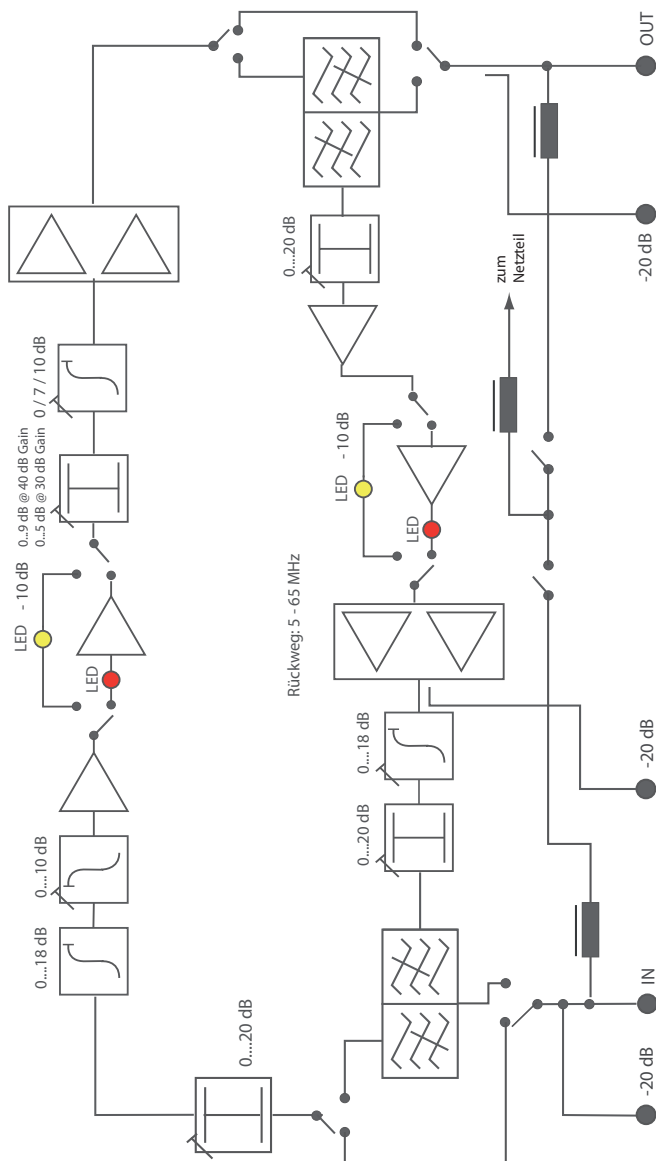 0....20 dB
0....18 dB
0....10 dB
LED
LED
- 10 dB
0...9 dB @ 40 dB Gain
0...5 dB @ 30 dB Gain
0 / 7 / 10 dB
0....20 dB
0....18 dB
Rückweg: 5 - 65 MHz
LED
LED
- 10 dB
0....20 dB
zum
Netzteil
-20 dB
IN
-20 dB
-20 dB
OUT